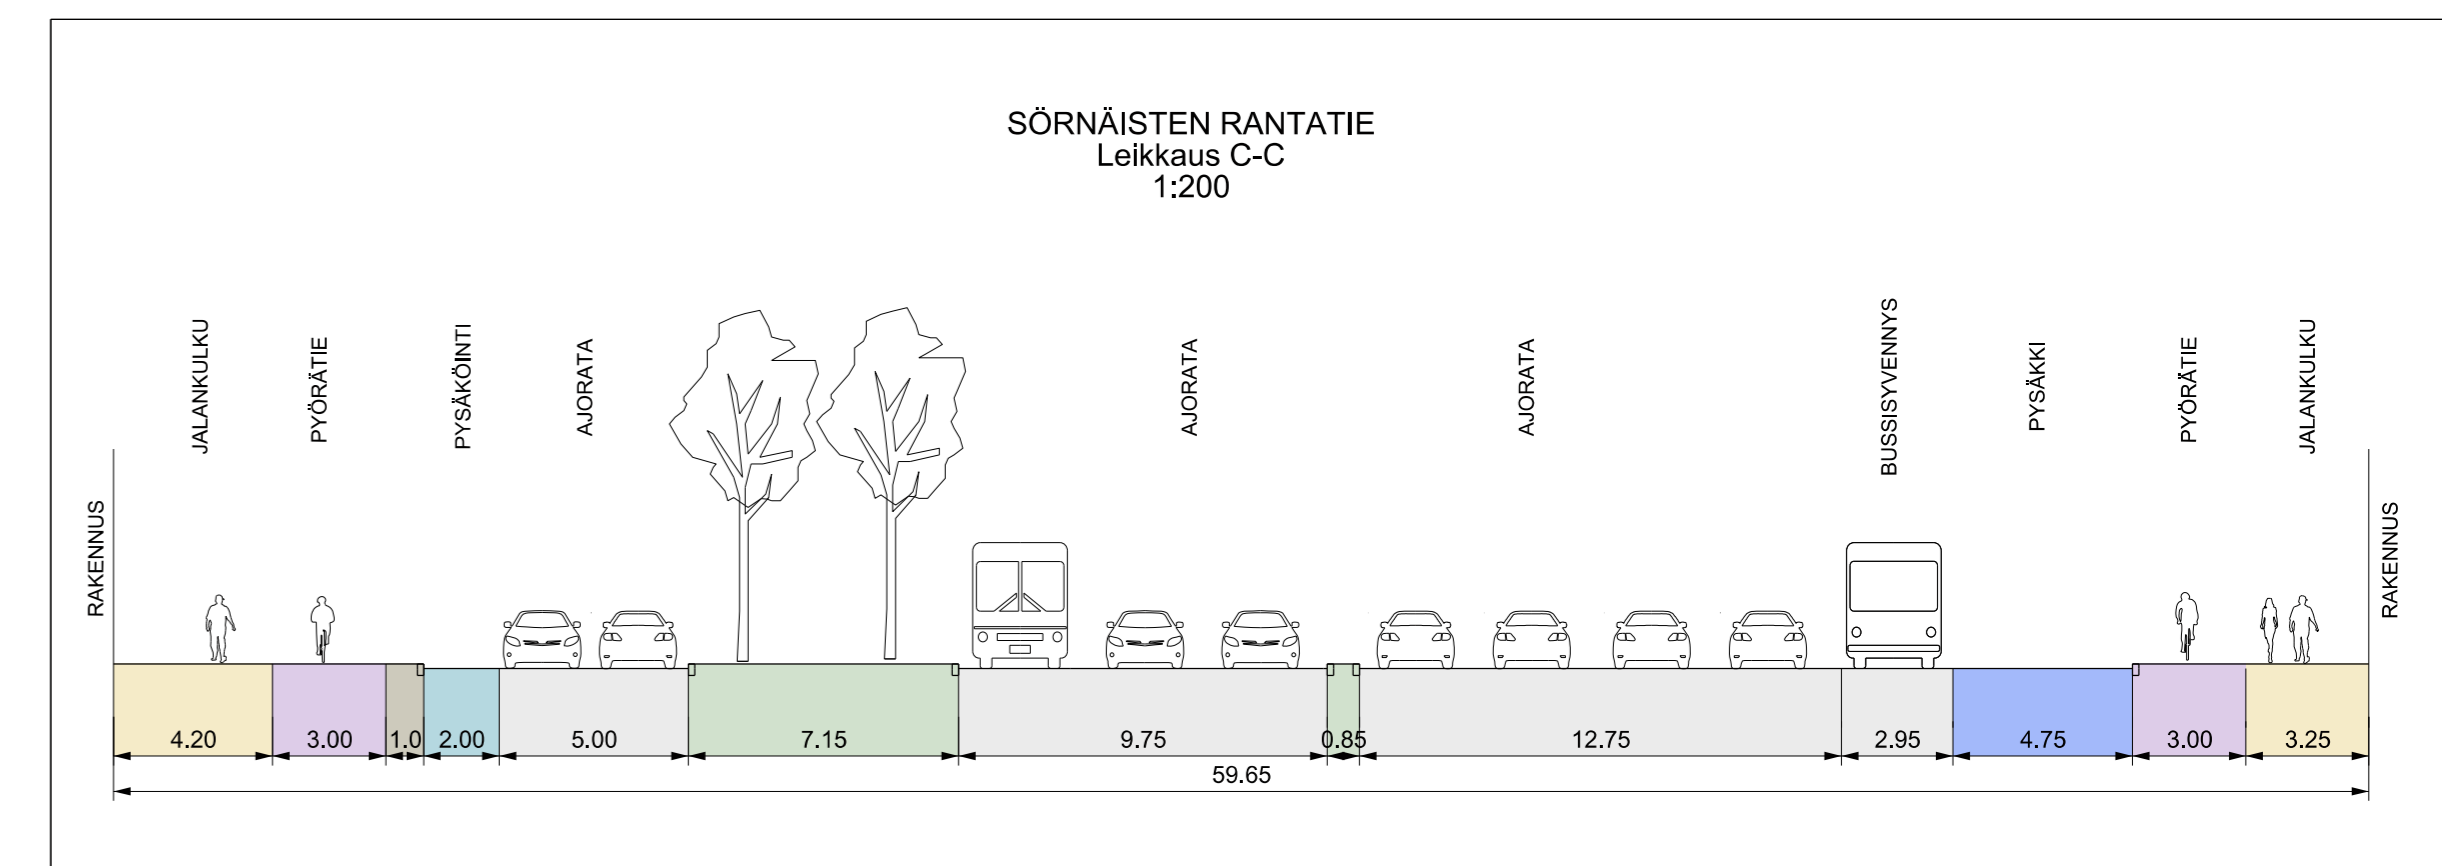 SÖRNÄISTEN RANTATIE
Leikkaus C-C
1:200
RAKENNUS
JALANKULKU
PYÖRÄTIE
PYSÄKÖINTI
AJORATA
AJORATA
AJORATA
BUSSISYVENNYS
PYSÄKKI
PYÖRÄTIE
JALANKULKU
RAKENNUS
4.20 3.00 1.0 2.00 5.00 7.15 9.75 0.85 12.75 2.95 4.75 3.00 3.25
59.65